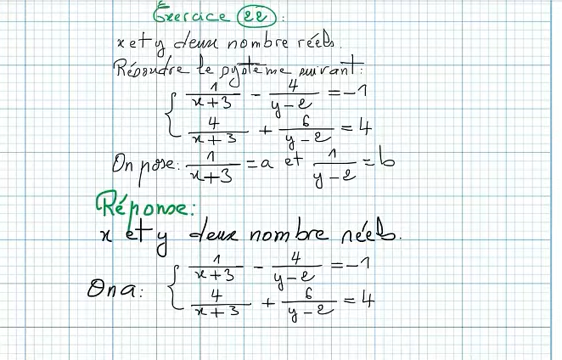 Exercice 22:
x et y deux nombre réels.
Résoudre le système suivant:
{ 1/(x+3) - 4/(y-2) = -1
4/(x+3) + 6/(y-2) = 4
On pose: 1/(x+3) = a et 1/(y-2) = b
Réponse:
x et y deux nombre réels.
On a: { 1/(x+3) - 4/(y-2) = -1
4/(x+3) + 6/(y-2) = 4